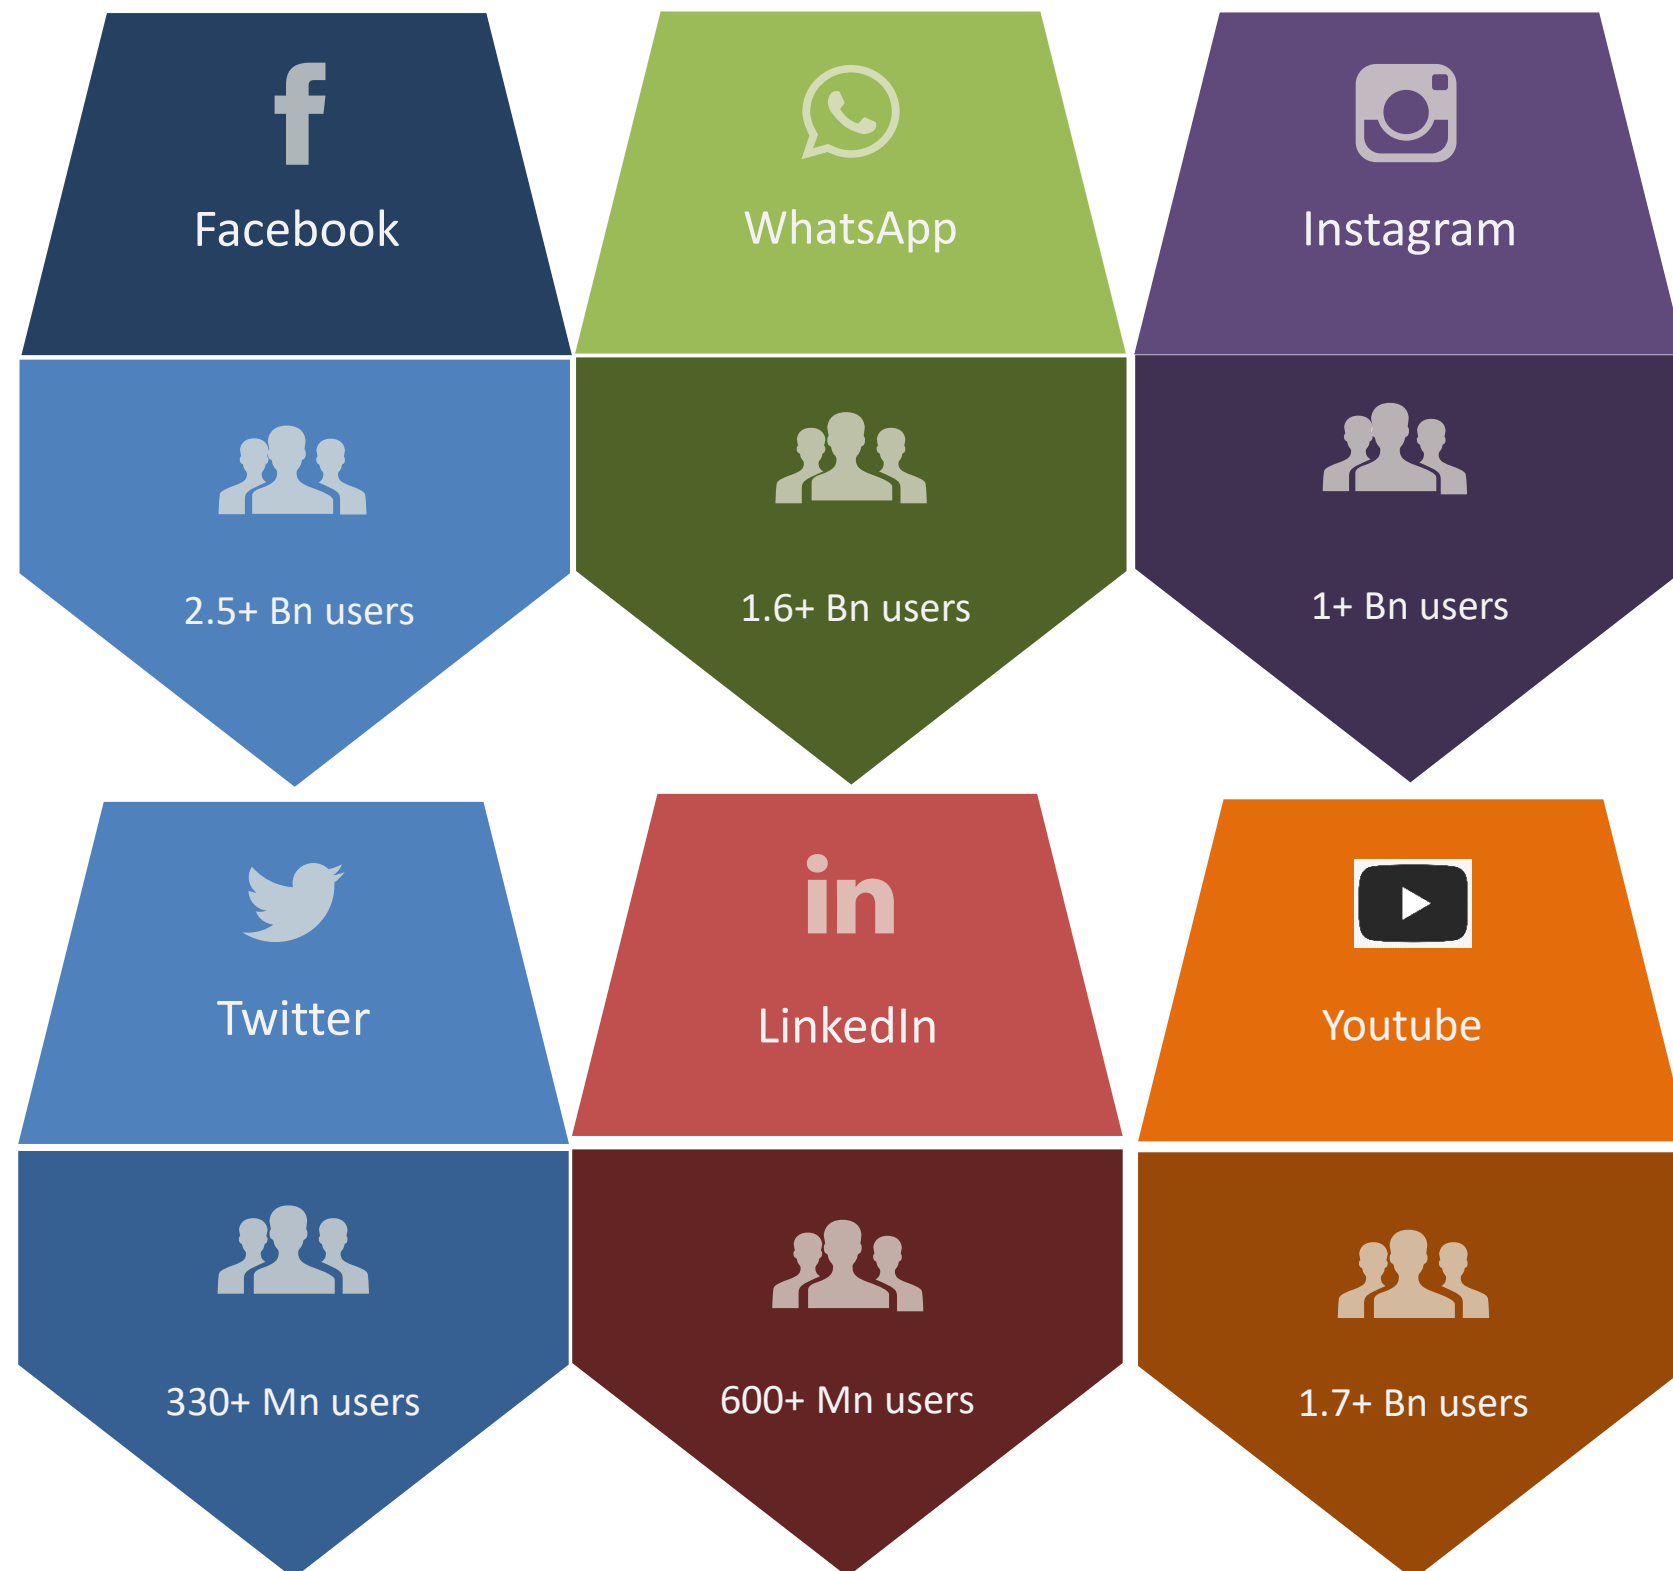 Facebook
WhatsApp
Instagram
2.5+ Bn users
1.6+ Bn users
1+ Bn users
in
Twitter
LinkedIn
Youtube
330+ Mn users
600+ Mn users
1.7+ Bn users